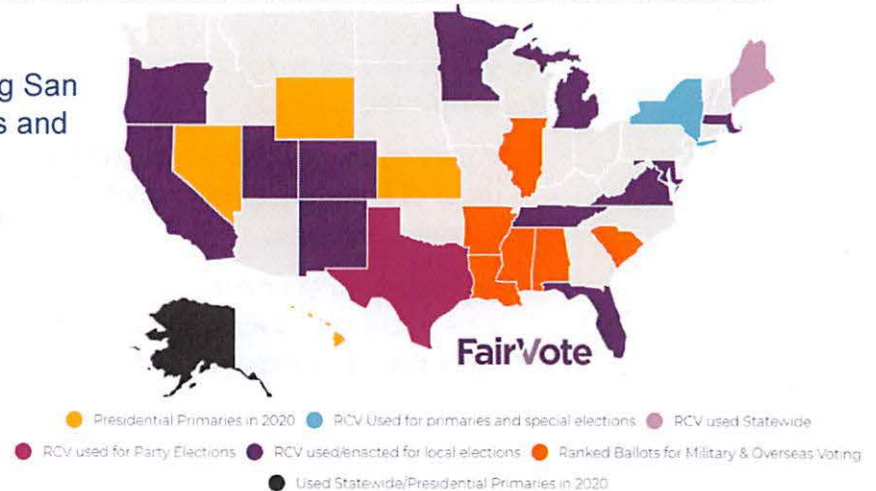 g San
s and
FairVote
Presidential Primaries in 2020 RCV Used for primaries and special elections RCV used Statewide
RCV used for Party Elections RCV used/enacted for local elections Ranked Ballots for Military & Overseas Voting
Used Statewide/Presidential Primaries in 2020